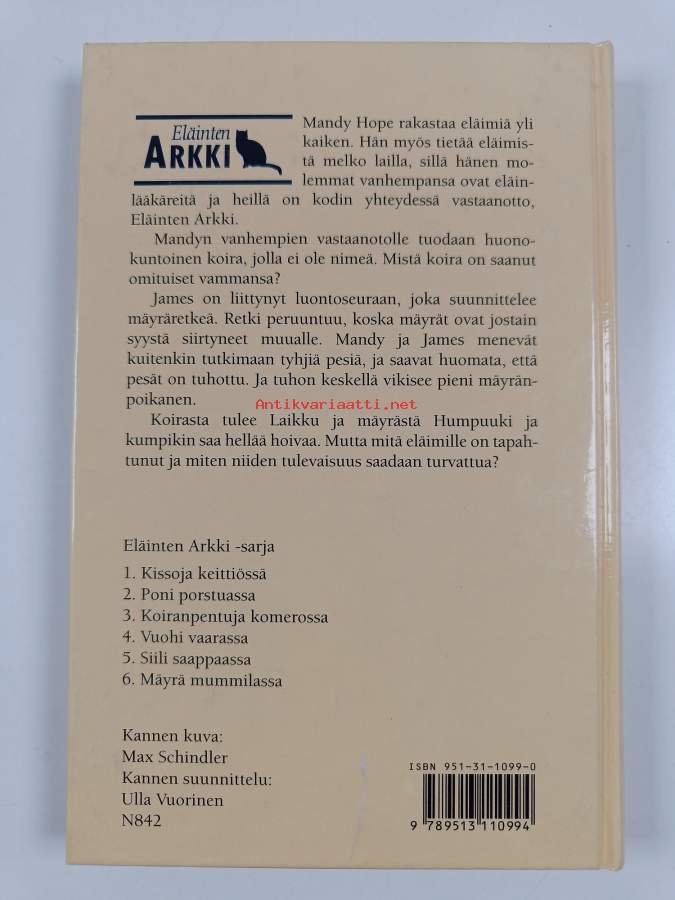 Eläinten
ARKKI
Mandy Hope rakastaa eläimiä yli
kaiken. Hän myös tietää eläimis-
tä melko lailla, sillä hänen mo-
lemmat vanhempansa ovat eläin-
lääkäreitä ja heillä on kodin yhteydessä vastaanotto,
Eläinten Arkki.
Mandyn vanhempien vastaanotolle tuodaan huono-
kuntoinen koira, jolla ei ole nimeä. Mistä koira on saanut
omituiset vammansa?
James on liittynyt luontoseuraan, joka suunnittelee
mäyräretkeä. Retki peruuntuu, koska mäyrät ovat jostain
syystä siirtyneet muualle. Mandy ja James menevät
kuitenkin tutkimaan tyhjiä pesiä, ja saavat huomata, että
pesät on tuhottu. Ja tuhon keskellä vikisee pieni mäyrän-
poikanen.
Antikvariaatti.net
Koirasta tulee Laikku ja mäyrästä Humpuuki ja
kumpikin saa hellää hoivaa. Mutta mitä eläimille on tapah-
tunut ja miten niiden tulevaisuus saadaan turvattua?
Eläinten Arkki -sarja
1. Kissoja keittiössä
2. Poni porstuassa
3. Koiranpentuja komerossa
4. Vuohi vaarassa
5. Siili saappaassa
6. Mäyrä mummilassa
Kannen kuva:
Max Schindler
Kannen suunnittelu:
Ulla Vuorinen
N842
ISBN 951-31-1099-0
9 789513 110994